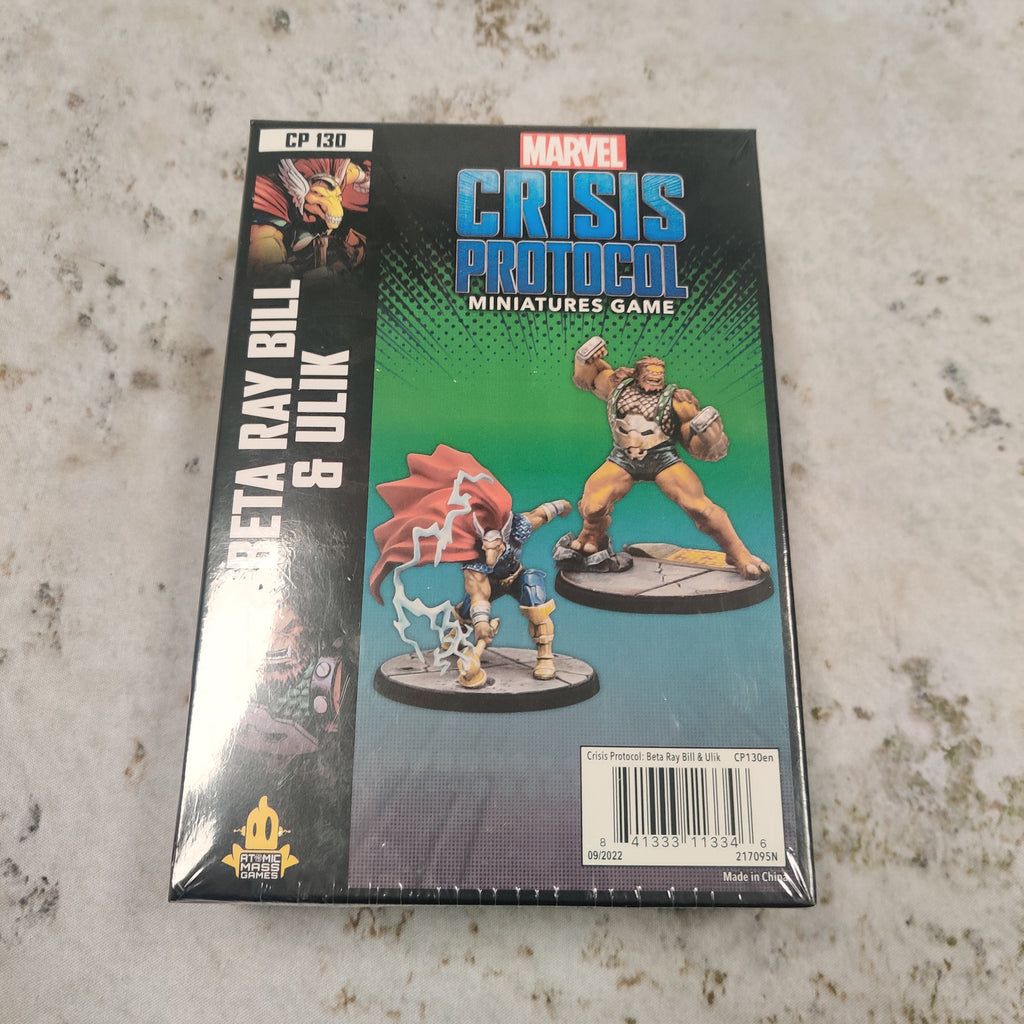 CP 130
BETA RAY BILL
& ULIK
MARVEL
CRISIS
PROTOCOL
MINIATURES GAME
Crisis Protocol: Beta Ray Bill & Ulik CP130en
8 41333 11334 6
09/2022 217095N
Made in China
ATOMIC
MASS
GAMES